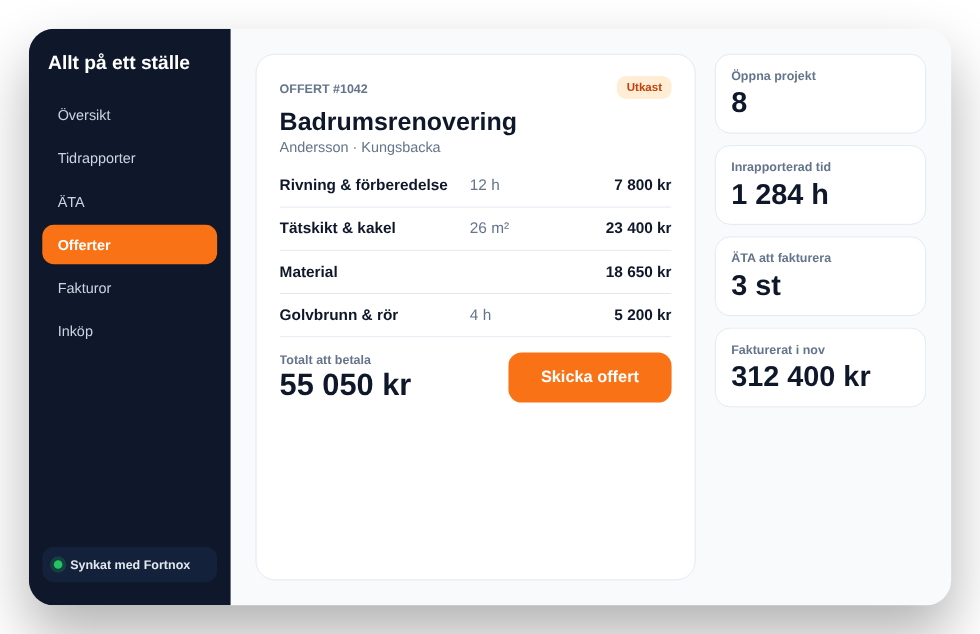 Allt på ett ställe
Översikt
Tidrapporter
ÄTA
Offerter
Fakturor
Inköp
Synkat med Fortnox
OFFERT #1042
Utkast
Badrumsrenovering
Andersson · Kungsbacka
Rivning & förberedelse 12 h 7 800 kr
Tätskikt & kakel 26 m² 23 400 kr
Material 18 650 kr
Golvbrunn & rör 4 h 5 200 kr
Totalt att betala
55 050 kr
Skicka offert
Öppna projekt
8
Inrapporterad tid
1 284 h
ÄTA att fakturera
3 st
Fakturerat i nov
312 400 kr